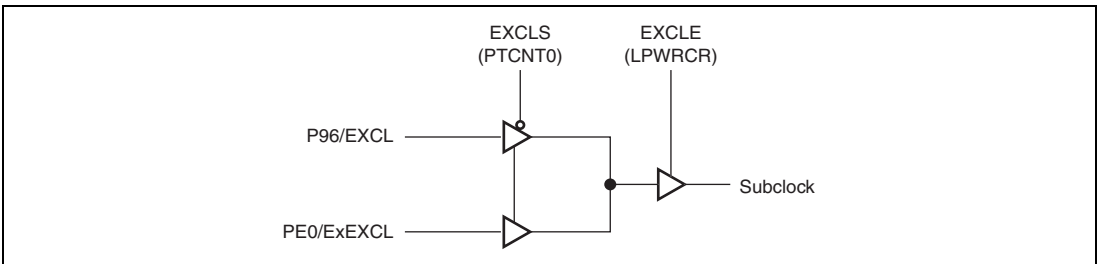 EXCLS
(PTCNT0)
EXCLE
(LPWRCR)
P96/EXCL
Subclock
PE0/ExEXCL